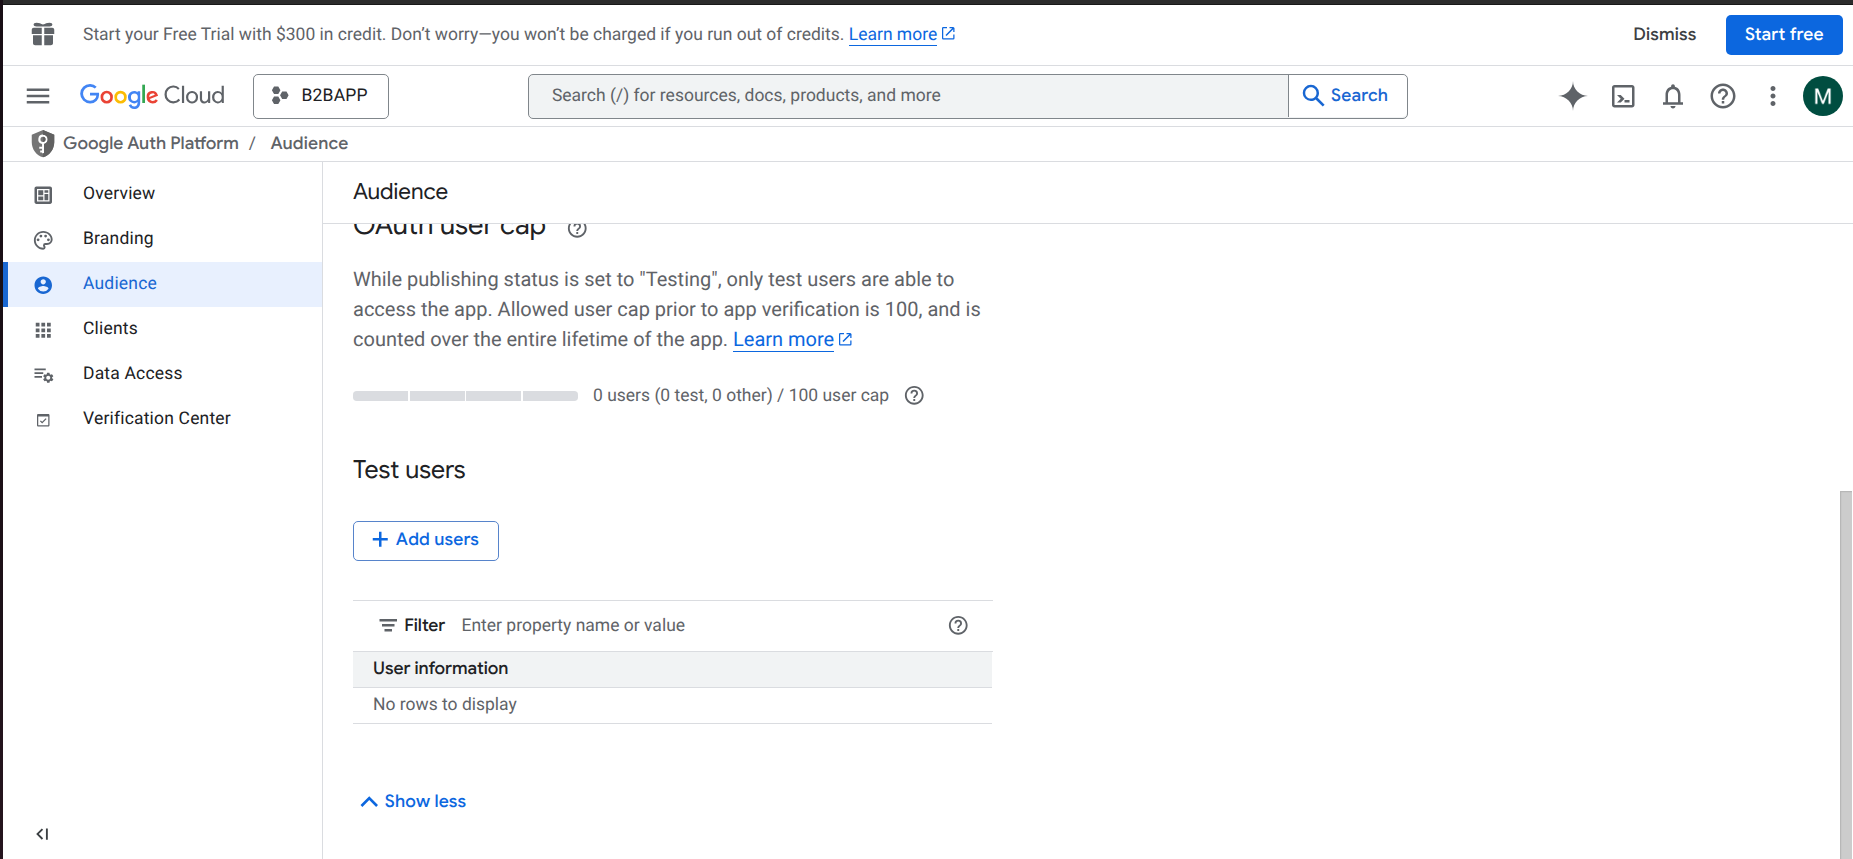 Start your Free Trial with $300 in credit. Don't worry—you won't be charged if you run out of credits. Learn more
Dismiss
Start free
Google Cloud
B2BAPP
Search (/) for resources, docs, products, and more
Search
M
Google Auth Platform / Audience
Overview
Branding
Audience
Clients
Data Access
Verification Center
Audience
OAuth user cap
While publishing status is set to "Testing", only test users are able to
access the app. Allowed user cap prior to app verification is 100, and is
counted over the entire lifetime of the app. Learn more
0 users (0 test, 0 other) / 100 user cap
Test users
+ Add users
Filter Enter property name or value
User information
No rows to display
Show less